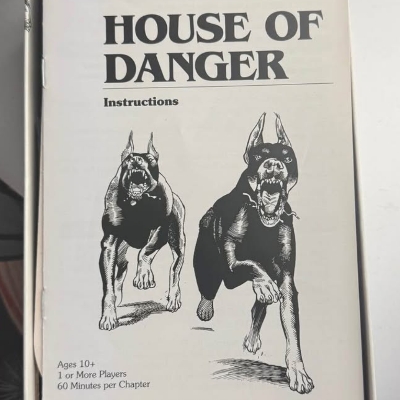 HOUSE OF
DANGER
Instructions
Ages 10+
1 or More Players
60 Minutes per Chapter